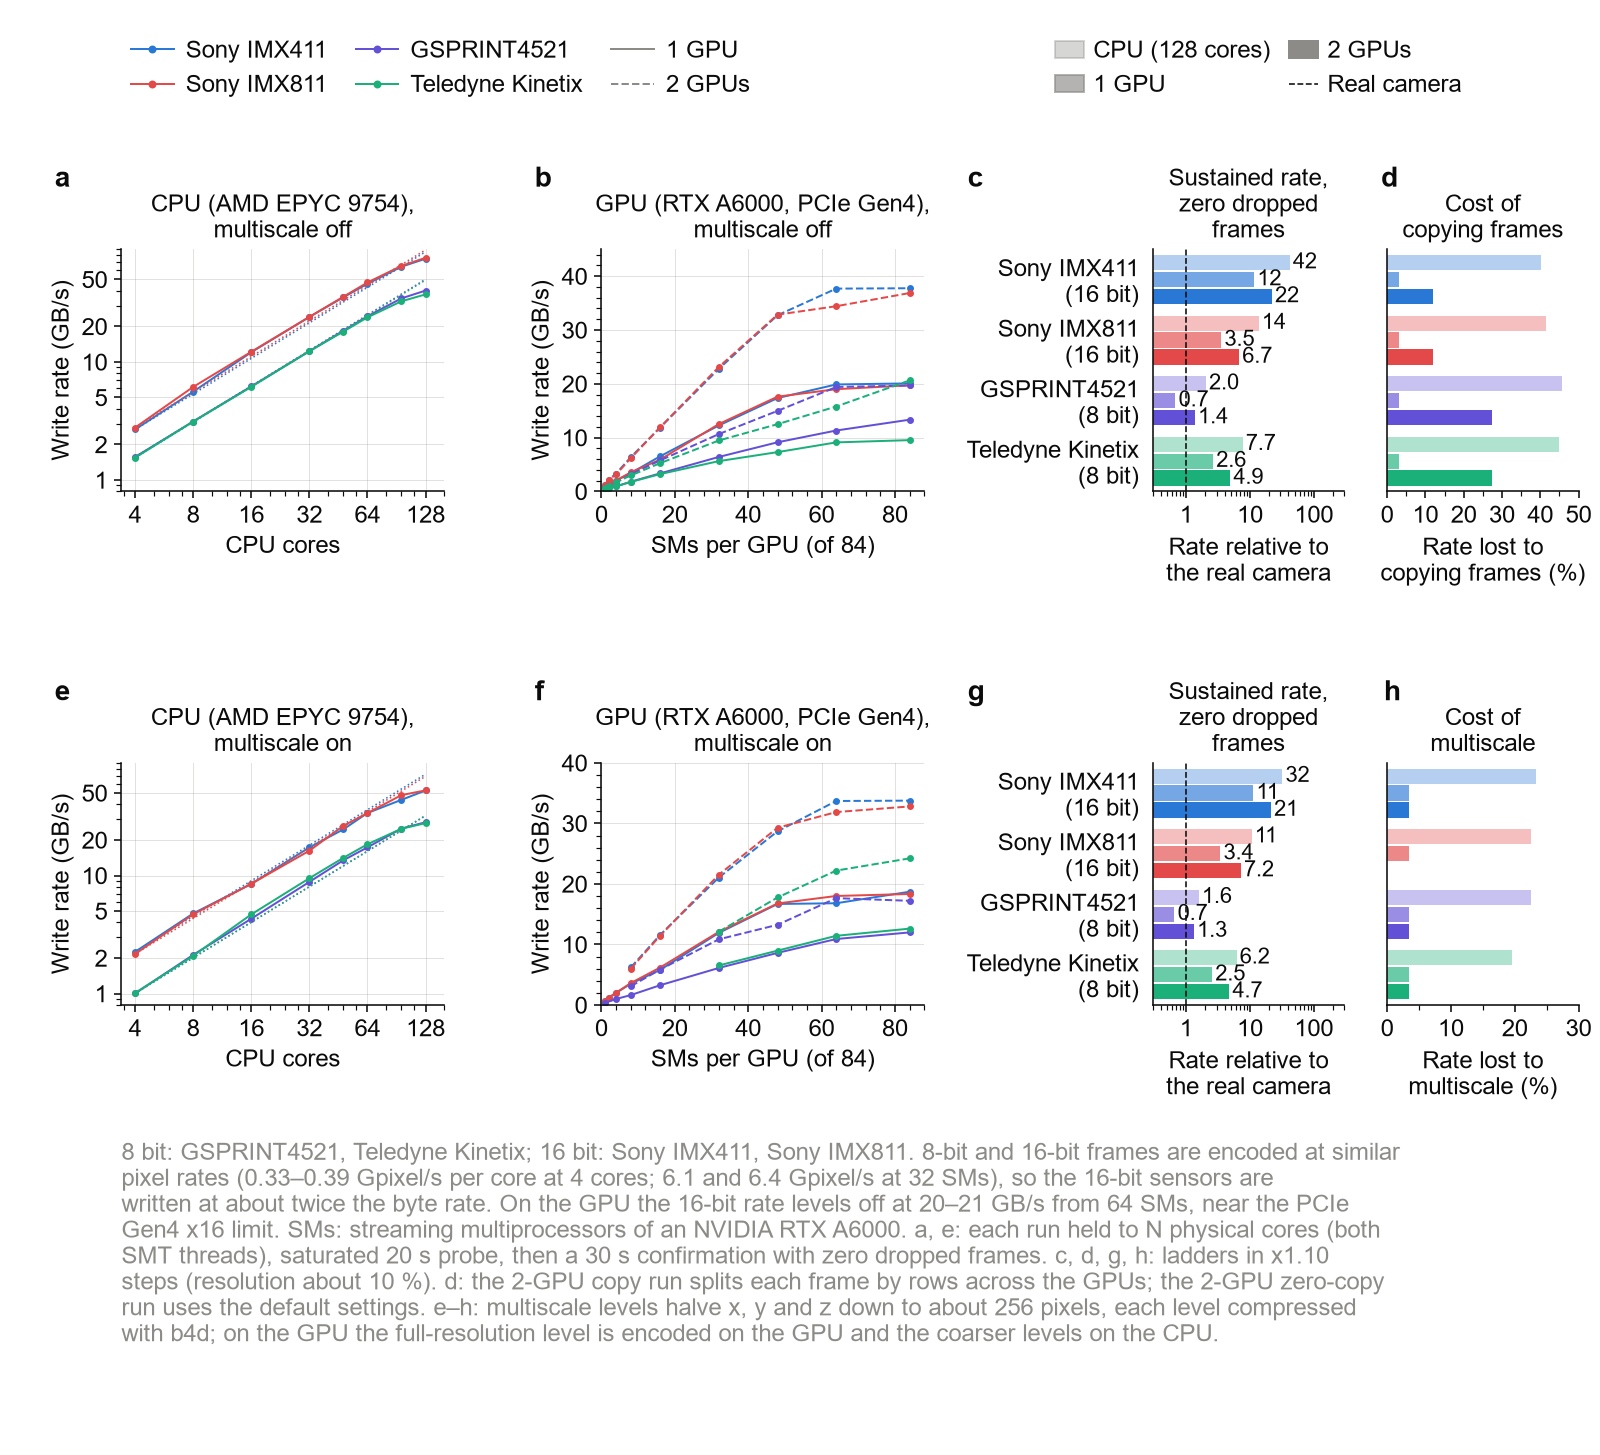 Sony IMX411
Sony IMX811
GSPRINT4521
Teledyne Kinetix
1 GPU
2 GPUs
CPU (128 cores)
1 GPU
2 GPUs
Real camera
a
CPU (AMD EPYC 9754),
multiscale off
Write rate (GB/s)
50
20
10
5
2
1
4 8 16 32 64 128
CPU cores
b
GPU (RTX A6000, PCIe Gen4),
multiscale off
Write rate (GB/s)
40
30
20
10
0
0 20 40 60 80
SMs per GPU (of 84)
c
Sustained rate,
zero dropped
frames
Sony IMX411
(16 bit)
42
12
22
Sony IMX811
(16 bit)
14
3.5
6.7
GSPRINT4521
(8 bit)
2.0
0.7
1.4
Teledyne Kinetix
(8 bit)
7.7
2.6
4.9
1 10 100
Rate relative to
the real camera
d
Cost of
copying frames
0 10 20 30 40 50
Rate lost to
copying frames (%)
e
CPU (AMD EPYC 9754),
multiscale on
Write rate (GB/s)
50
20
10
5
2
1
4 8 16 32 64 128
CPU cores
f
GPU (RTX A6000, PCIe Gen4),
multiscale on
Write rate (GB/s)
40
30
20
10
0
0 20 40 60 80
SMs per GPU (of 84)
g
Sustained rate,
zero dropped
frames
Sony IMX411
(16 bit)
32
11
21
Sony IMX811
(16 bit)
11
3.4
7.2
GSPRINT4521
(8 bit)
1.6
0.7
1.3
Teledyne Kinetix
(8 bit)
6.2
2.5
4.7
1 10 100
Rate relative to
the real camera
h
Cost of
multiscale
0 10 20 30
Rate lost to
multiscale (%)
8 bit: GSPRINT4521, Teledyne Kinetix; 16 bit: Sony IMX411, Sony IMX811. 8-bit and 16-bit frames are encoded at similar
pixel rates (0.33–0.39 Gpixel/s per core at 4 cores; 6.1 and 6.4 Gpixel/s at 32 SMs), so the 16-bit sensors are
written at about twice the byte rate. On the GPU the 16-bit rate levels off at 20–21 GB/s from 64 SMs, near the PCIe
Gen4 x16 limit. SMs: streaming multiprocessors of an NVIDIA RTX A6000. a, e: each run held to N physical cores (both
SMT threads), saturated 20 s probe, then a 30 s confirmation with zero dropped frames. c, d, g, h: ladders in x1.10
steps (resolution about 10 %). d: the 2-GPU copy run splits each frame by rows across the GPUs; the 2-GPU zero-copy
run uses the default settings. e–h: multiscale levels halve x, y and z down to about 256 pixels, each level compressed
with b4d; on the GPU the full-resolution level is encoded on the GPU and the coarser levels on the CPU.